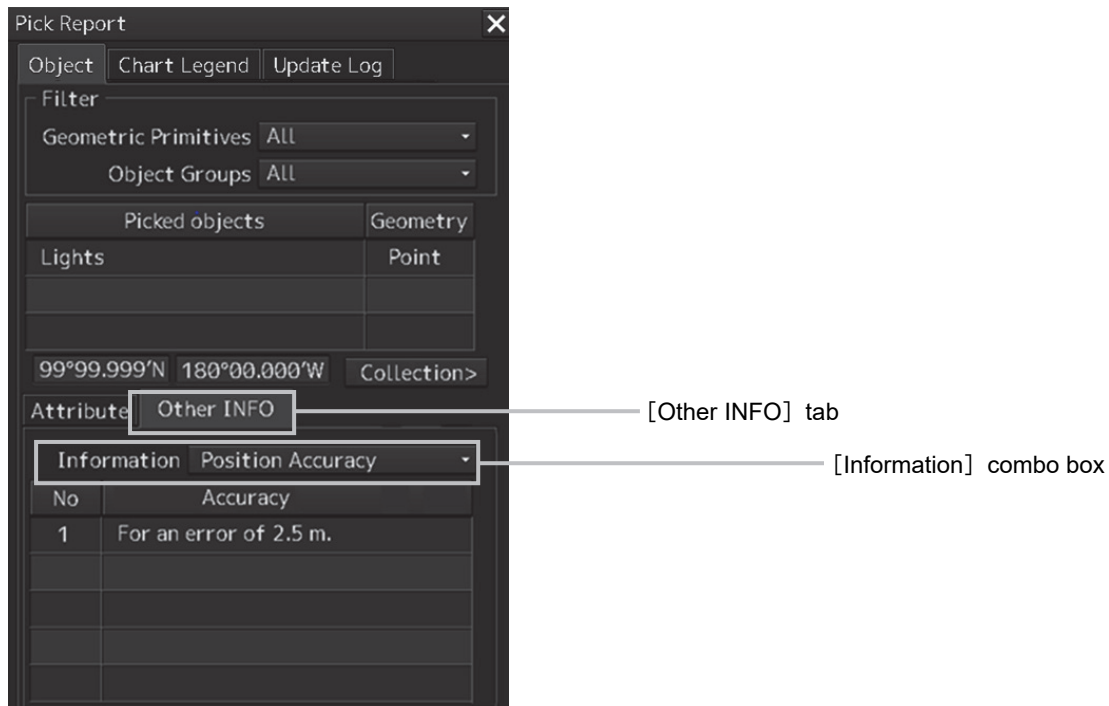 Pick Report
Object Chart Legend Update Log
Filter
Geometric Primitives All
Object Groups All
Picked objects Geometry
Lights Point
99°99.999′N 180°00.000′W Collection>
Attribute Other INFO
［Other INFO］ tab
Information Position Accuracy
［Information］ combo box
No Accuracy
1 For an error of 2.5 m.